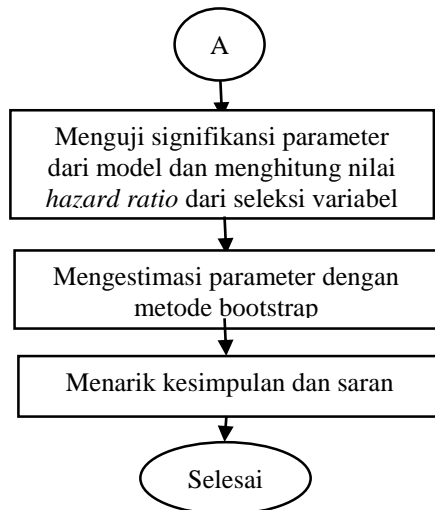 A
Menguji signifikansi parameter
dari model dan menghitung nilai
hazard ratio dari seleksi variabel
Mengestimasi parameter dengan
metode bootstrap
Menarik kesimpulan dan saran
Selesai